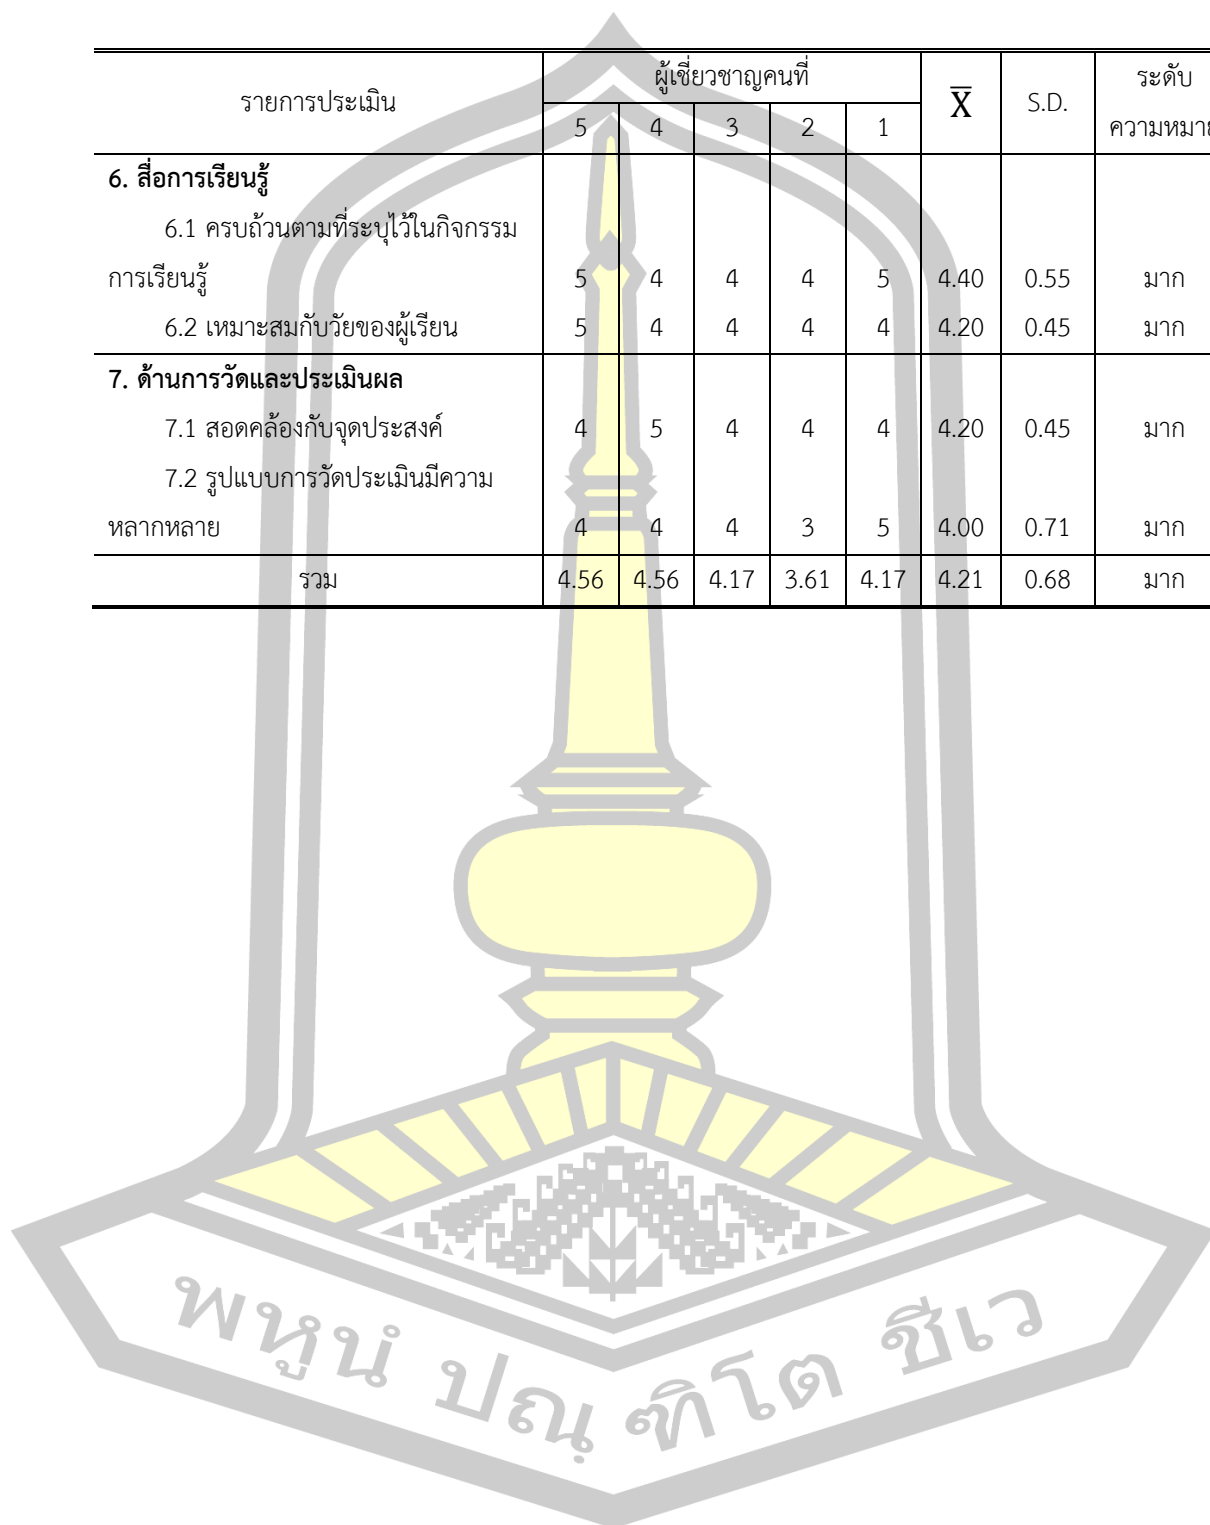 รายการประเมิน ผู้เชี่ยวชาญคนที่ X̅ S.D. ระดับ
5 4 3 2 1 ความหมาย
6. สื่อการเรียนรู้
6.1 ครบถ้วนตามที่ระบุไว้ในกิจกรรม
การเรียนรู้ 5 4 4 4 5 4.40 0.55 มาก
6.2 เหมาะสมกับวัยของผู้เรียน 5 4 4 4 4 4.20 0.45 มาก
7. ด้านการวัดและประเมินผล
7.1 สอดคล้องกับจุดประสงค์ 4 5 4 4 4 4.20 0.45 มาก
7.2 รูปแบบการวัดประเมินมีความ
หลากหลาย 4 4 4 3 5 4.00 0.71 มาก
รวม 4.56 4.56 4.17 3.61 4.17 4.21 0.68 มาก
พหูนํ ปณฺ ฑิโต ชีเว